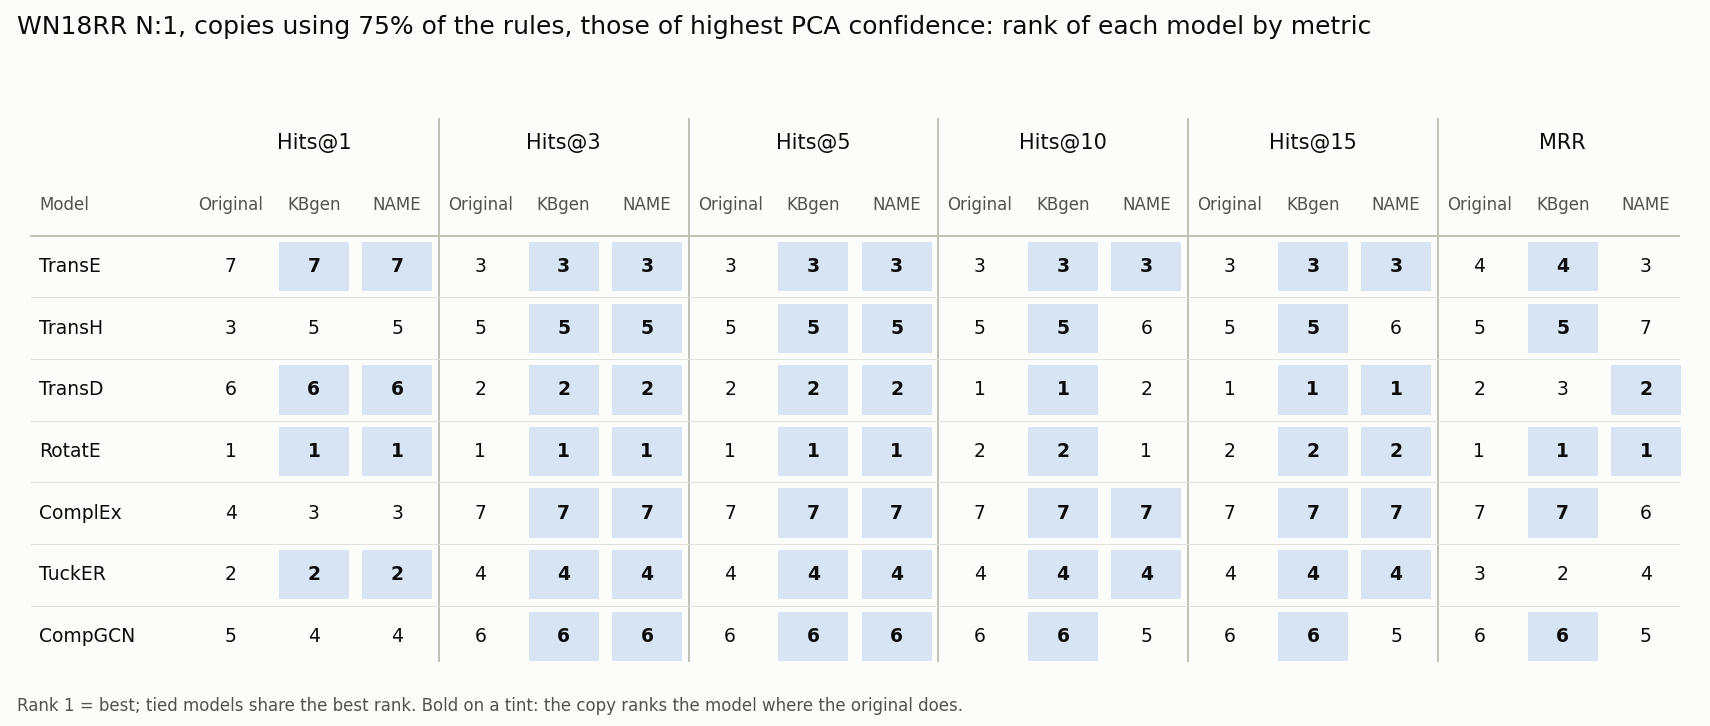 WN18RR N:1, copies using 75% of the rules, those of highest PCA confidence: rank of each model by metric
Hits@1 Hits@3 Hits@5 Hits@10 Hits@15 MRR
Model Original KBgen NAME Original KBgen NAME Original KBgen NAME Original KBgen NAME Original KBgen NAME Original KBgen NAME
TransE 7 7 7 3 3 3 3 3 3 3 3 3 3 3 3 4 4 3
TransH 3 5 5 5 5 5 5 5 5 5 5 6 5 5 6 5 5 7
TransD 6 6 6 2 2 2 2 2 2 1 1 2 1 1 1 2 3 2
RotatE 1 1 1 1 1 1 1 1 1 2 2 1 2 2 2 1 1 1
ComplEx 4 3 3 7 7 7 7 7 7 7 7 7 7 7 7 7 7 6
TuckER 2 2 2 4 4 4 4 4 4 4 4 4 4 4 4 3 2 4
CompGCN 5 4 4 6 6 6 6 6 6 6 6 5 6 6 5 6 6 5
Rank 1 = best; tied models share the best rank. Bold on a tint: the copy ranks the model where the original does.